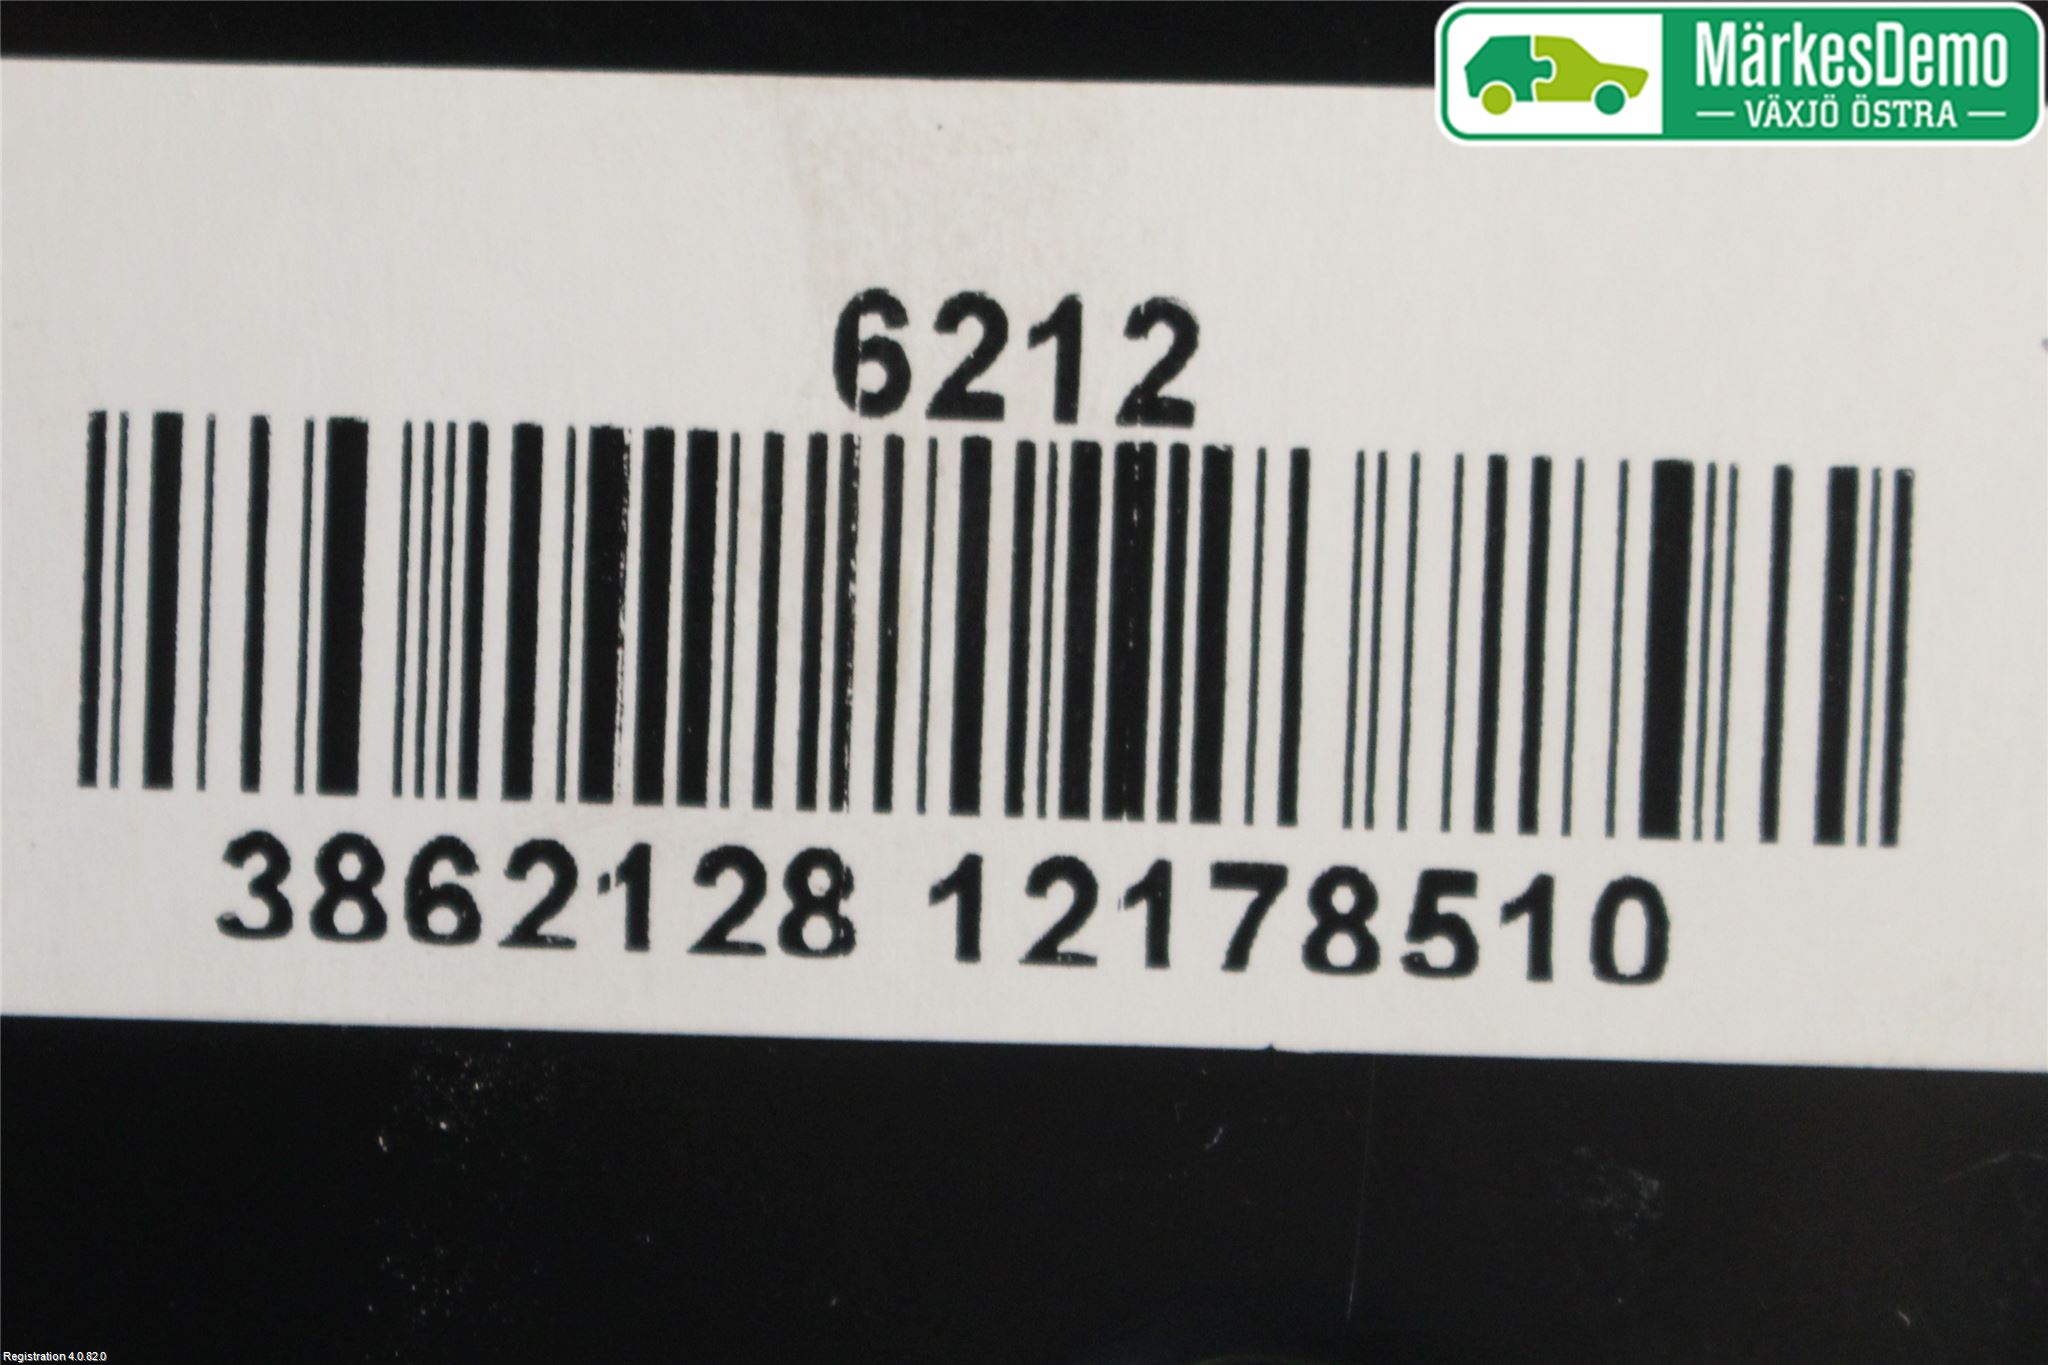 MärkesDemo
VÄXJÖ ÖSTRA
6212
3862128 12178510
Registration 4.0.82.0